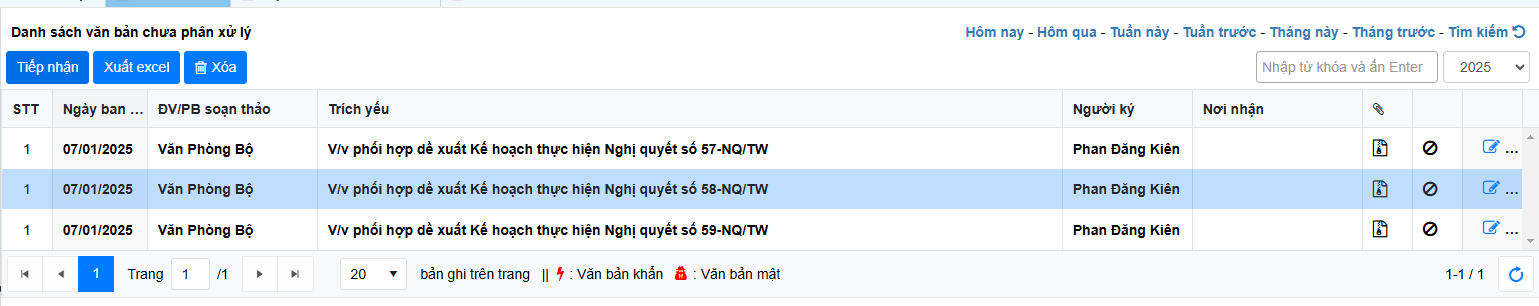 Danh sách văn bản chưa phân xử lý
Hôm nay - Hôm qua - Tuần này - Tuần trước - Tháng này - Tháng trước - Tìm kiếm
Tiếp nhận Xuất excel Xóa Nhập từ khóa và ấn Enter 2025
STT Ngày ban ... ĐV/PB soạn thảo Trích yếu Người ký Nơi nhận
1 07/01/2025 Văn Phòng Bộ V/v phối hợp dề xuất Kế hoạch thực hiện Nghị quyết số 57-NQ/TW Phan Đăng Kiên ...
1 07/01/2025 Văn Phòng Bộ V/v phối hợp dề xuất Kế hoạch thực hiện Nghị quyết số 58-NQ/TW Phan Đăng Kiên ...
1 07/01/2025 Văn Phòng Bộ V/v phối hợp dề xuất Kế hoạch thực hiện Nghị quyết số 59-NQ/TW Phan Đăng Kiên ...
1 Trang 1 /1 20 bản ghi trên trang || : Văn bản khẩn : Văn bản mật 1-1 / 1